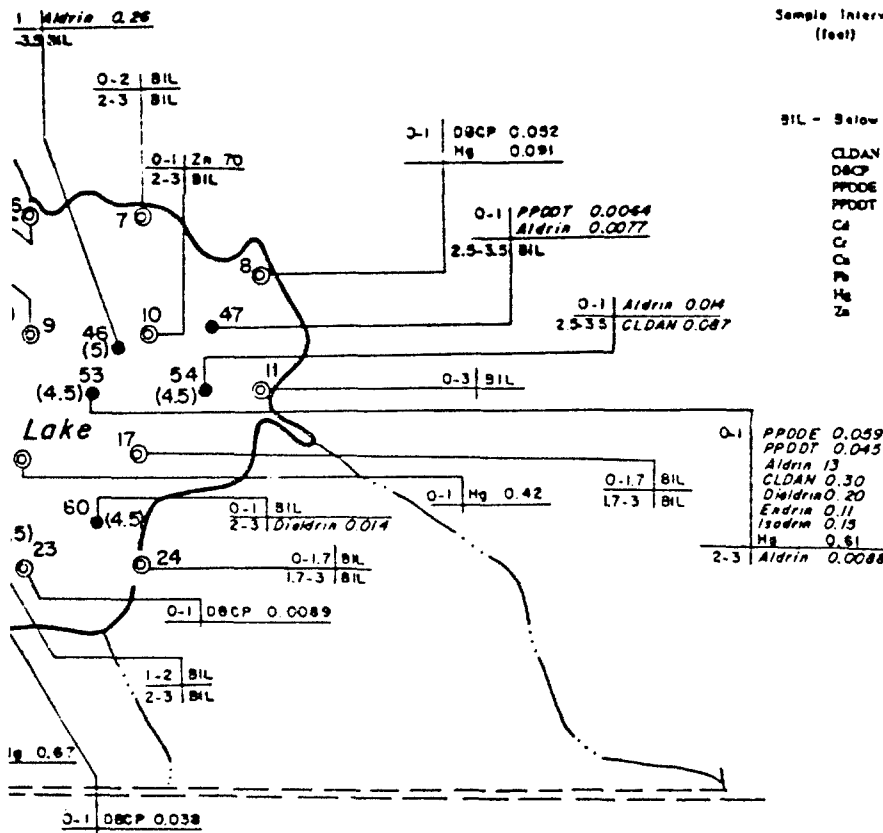 1 Aldrin 0.26
-3.5 BIL
Sample Interv
(feet)
0-2 BIL
2-3 BIL
BIL - Below
0-1 DBCP 0.052
Hg 0.091
CLDAN
DBCP
PPDDE
PPDDT
Cd
Cr
Cu
Pb
Hg
Zn
0-1 Zn 70
2-3 BIL
7
0-1 PPDDT 0.0064
Aldrin 0.0077
2.5-3.5 BIL
8
9
46
(5)
10
47
0-1 Aldrin 0.014
2.5-3.5 CLDAN 0.087
53
(4.5)
54
(4.5)
11
0-3 BIL
Lake
17
0-1 PPDDE 0.059
PPDDT 0.045
Aldrin 13
CLDAN 0.30
Dieldrin 0.20
Endrin 0.11
Isodrin 0.15
Hg 0.61
2-3 Aldrin 0.0088
0-1 Hg 0.42
0-1.7 BIL
1.7-3 BIL
60
(4.5)
0-1 BIL
2-3 Dieldrin 0.014
.5)
23
24
0-1.7 BIL
1.7-3 BIL
0-1 DBCP 0.0089
1-2 BIL
2-3 BIL
Hg 0.67
0-1 DBCP 0.038